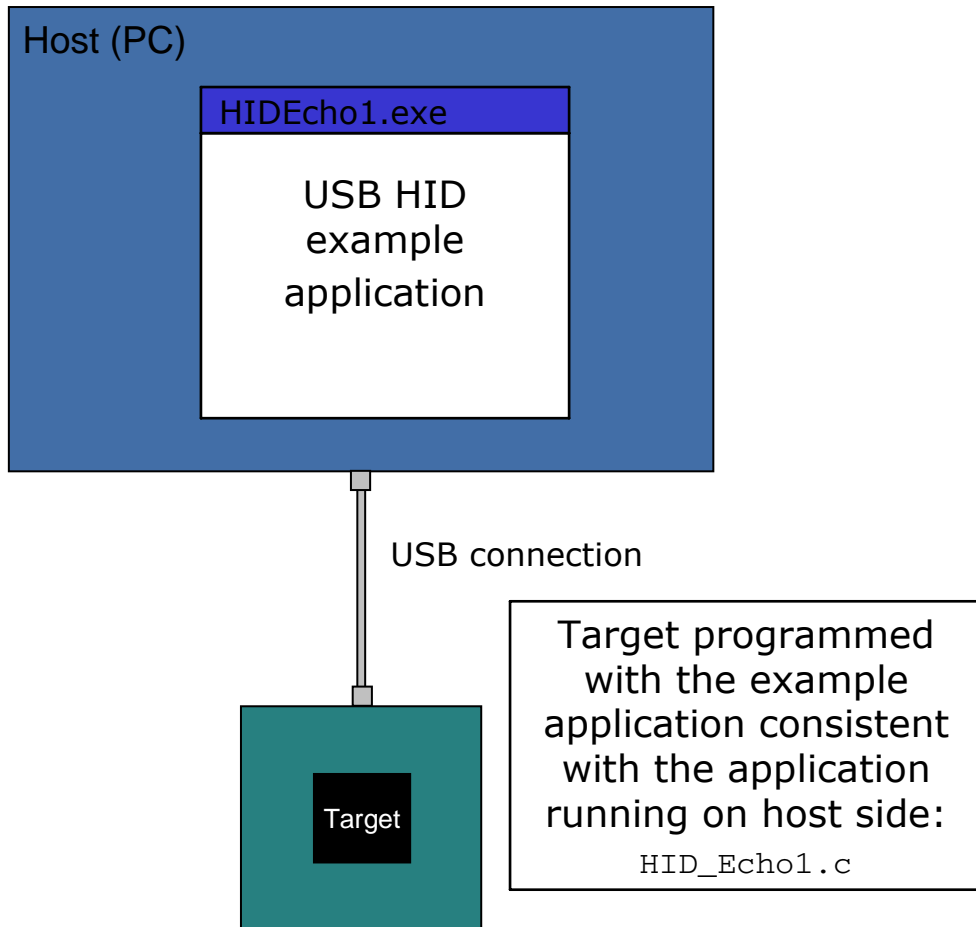 Host (PC)
HIDEcho1.exe
USB HID
example
application
USB connection
Target programmed
with the example
application consistent
with the application
running on host side:
HID_Echo1.c
Target